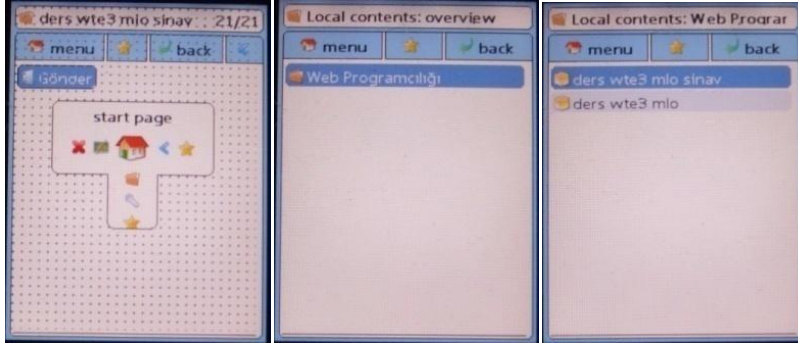 ders wte3 mlo sinav : : 21/21
menu back
Gönder
start page
Local contents: overview
menu back
Web Programcılığı
Local contents: Web Prograr
menu back
ders wte3 mlo sinav
ders wte3 mlo